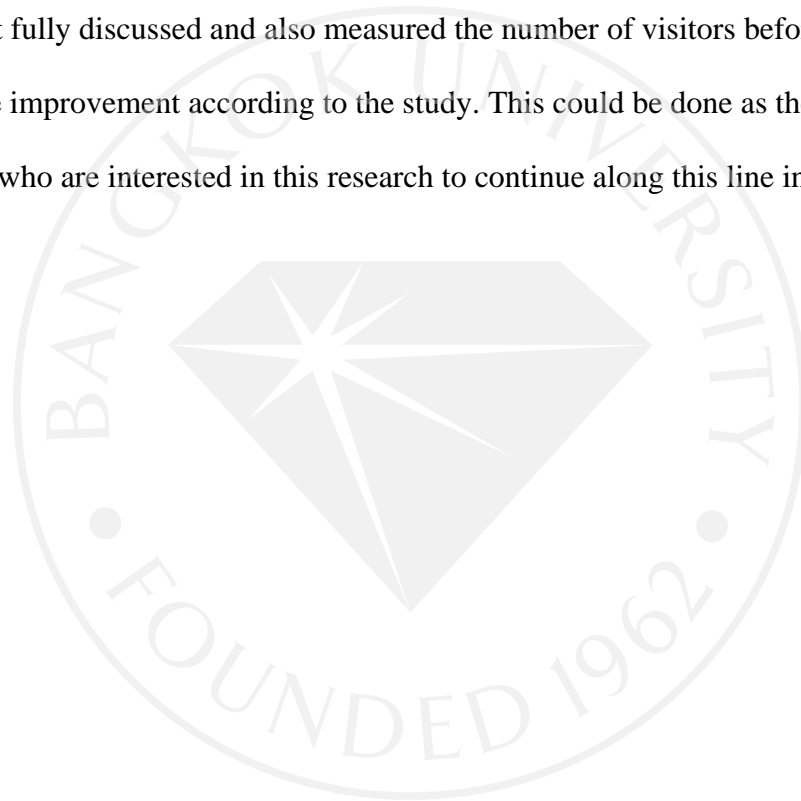 fully discussed and also measured the number of visitors befo
improvement according to the study. This could be done as th
who are interested in this research to continue along this line i
BANGKOK UNIVERSITY
FOUNDED 1962